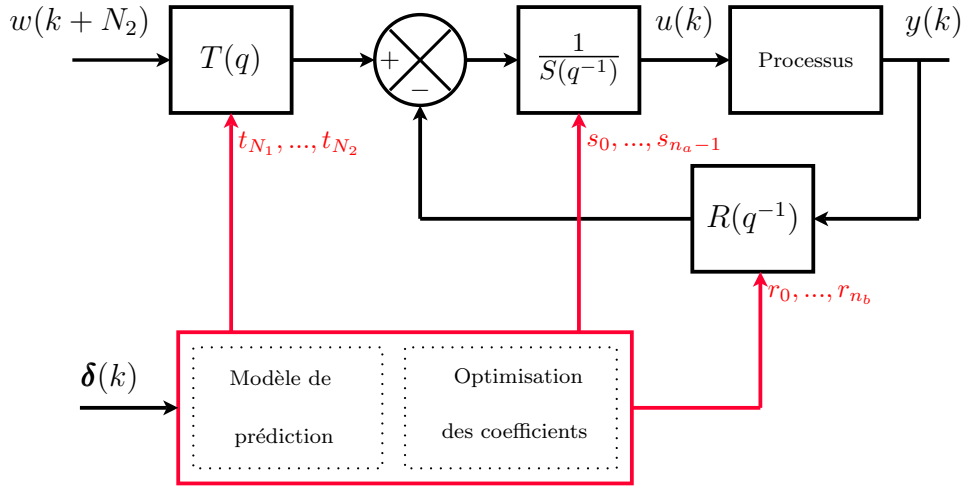 w(k + N₂)
T(q)
+
−
1
S(q⁻¹)
u(k)
Processus
y(k)
t_{N₁}, ..., t_{N₂}
s₀, ..., s_{nₐ−1}
R(q⁻¹)
r₀, ..., r_{n_b}
δ(k)
Modèle de
prédiction
Optimisation
des coefficients